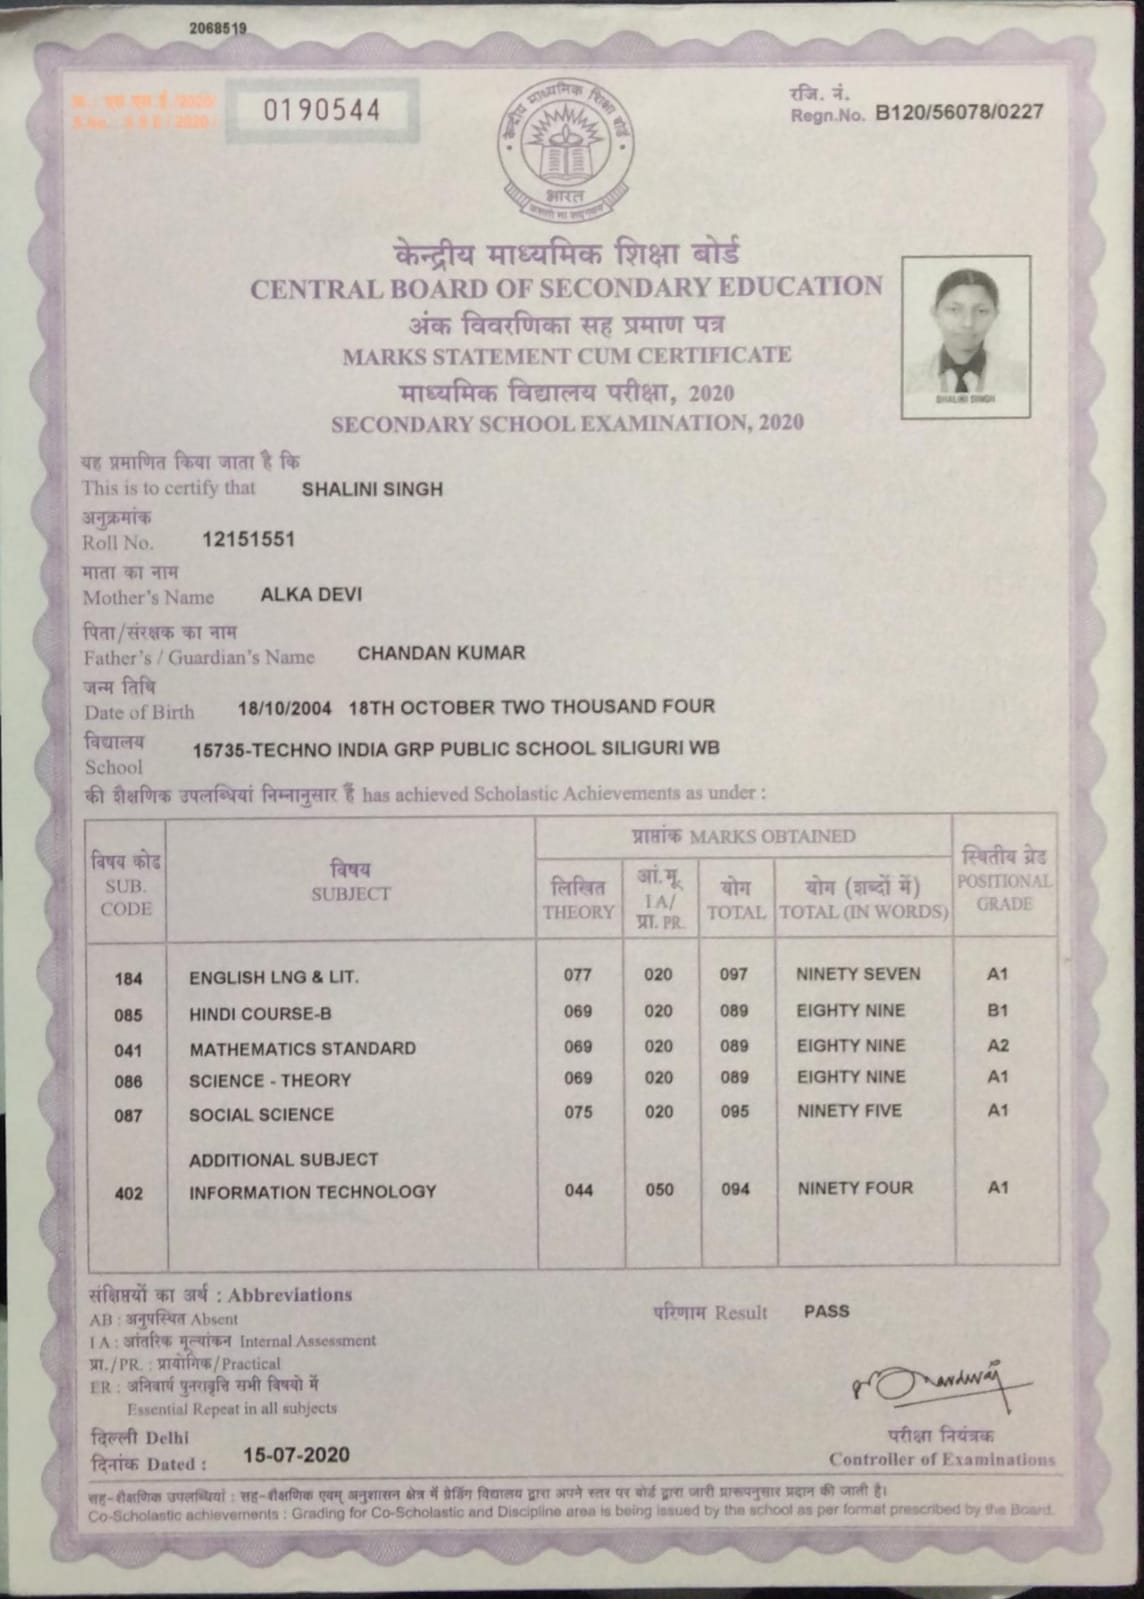 2068519
0190544
रजि. नं.
Regn.No. B120/56078/0227
केन्द्रीय माध्यमिक शिक्षा बोर्ड
भारत
केन्द्रीय माध्यमिक शिक्षा बोर्ड
CENTRAL BOARD OF SECONDARY EDUCATION
अंक विवरणिका सह प्रमाण पत्र
MARKS STATEMENT CUM CERTIFICATE
माध्यमिक विद्यालय परीक्षा, 2020
SECONDARY SCHOOL EXAMINATION, 2020
SHALINI SINGH
यह प्रमाणित किया जाता है कि
This is to certify that SHALINI SINGH
अनुक्रमांक
Roll No. 12151551
माता का नाम
Mother's Name ALKA DEVI
पिता/संरक्षक का नाम
Father's / Guardian's Name CHANDAN KUMAR
जन्म तिथि
Date of Birth 18/10/2004 18TH OCTOBER TWO THOUSAND FOUR
विद्यालय
School 15735-TECHNO INDIA GRP PUBLIC SCHOOL SILIGURI WB
की शैक्षणिक उपलब्धियां निम्नानुसार हैं has achieved Scholastic Achievements as under :
विषय कोड
SUB.
CODE
विषय
SUBJECT
प्राप्तांक MARKS OBTAINED
लिखित
THEORY
आं.मू.
I A/
प्रा. PR.
योग
TOTAL
योग (शब्दों में)
TOTAL (IN WORDS)
स्थितीय ग्रेड
POSITIONAL
GRADE
184 ENGLISH LNG & LIT. 077 020 097 NINETY SEVEN A1
085 HINDI COURSE-B 069 020 089 EIGHTY NINE B1
041 MATHEMATICS STANDARD 069 020 089 EIGHTY NINE A2
086 SCIENCE - THEORY 069 020 089 EIGHTY NINE A1
087 SOCIAL SCIENCE 075 020 095 NINETY FIVE A1
ADDITIONAL SUBJECT
402 INFORMATION TECHNOLOGY 044 050 094 NINETY FOUR A1
संक्षिप्तियों का अर्थ : Abbreviations
AB : अनुपस्थित Absent
I A : आंतरिक मूल्यांकन Internal Assessment
प्रा./PR. : प्रायोगिक/Practical
ER : अनिवार्य पुनरावृत्ति सभी विषयो में
Essential Repeat in all subjects
परिणाम Result PASS
दिल्ली Delhi
दिनांक Dated : 15-07-2020
परीक्षा नियंत्रक
Controller of Examinations
सह-शैक्षणिक उपलब्धियां : सह-शैक्षणिक एवम् अनुशासन क्षेत्र में ग्रेडिंग विद्यालय द्वारा अपने स्तर पर बोर्ड द्वारा जारी प्रारूपनुसार प्रदान की जाती है।
Co-Scholastic achievements : Grading for Co-Scholastic and Discipline area is being issued by the school as per format prescribed by the Board.